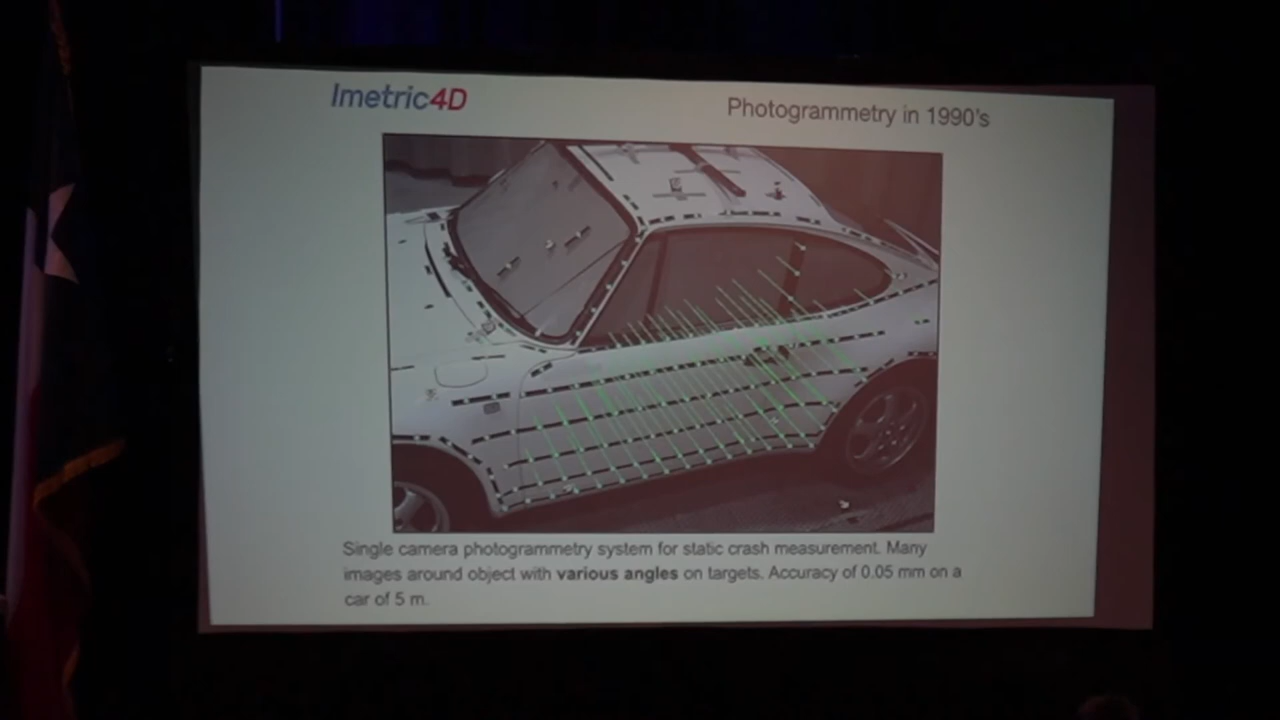 Imetric4D
Photogrammetry in 1990's
Single camera photogrammetry system for static crash measurement. Many
images around object with various angles on targets. Accuracy of 0.05 mm on a
car of 5 m.